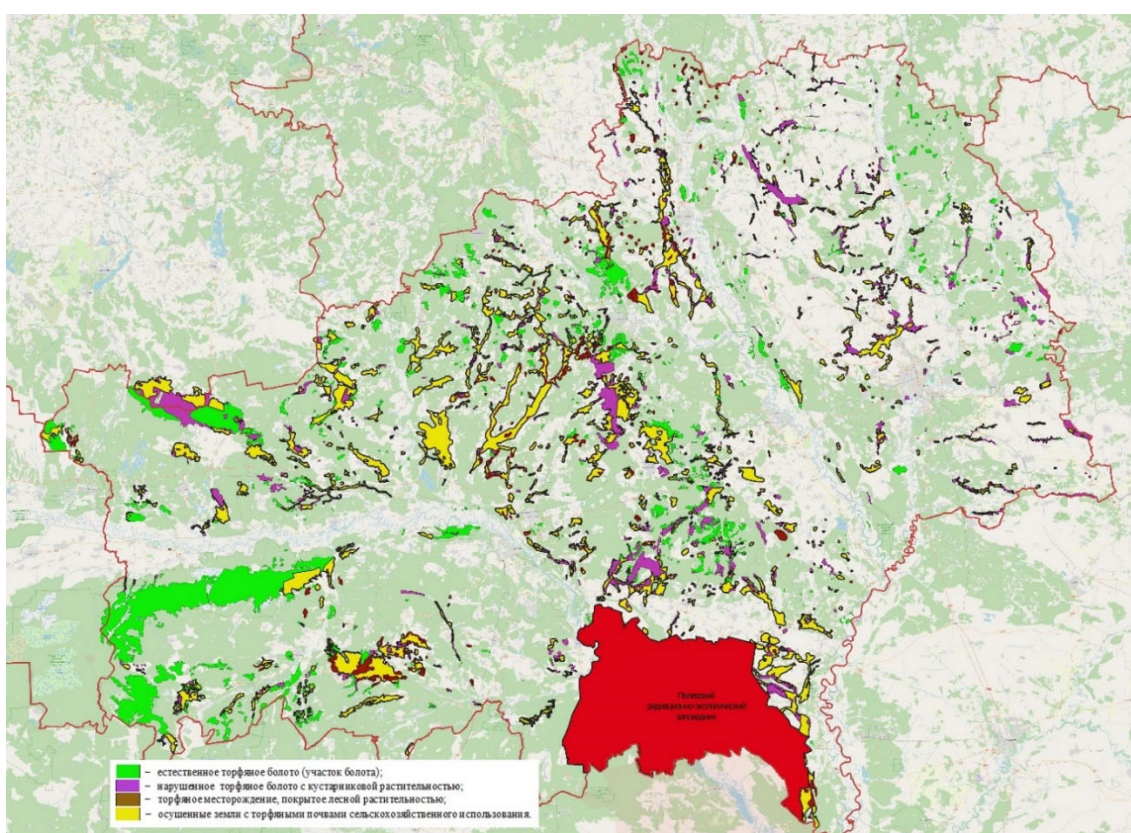 Полесский
радиационно-экологический
заповедник
– естественное торфяное болото (участок болота);
– нарушенное торфяное болото с кустарниковой растительностью;
– торфяное месторождение, покрытое лесной растительностью;
– осушенные земли с торфяными почвами сельскохозяйственного использования.